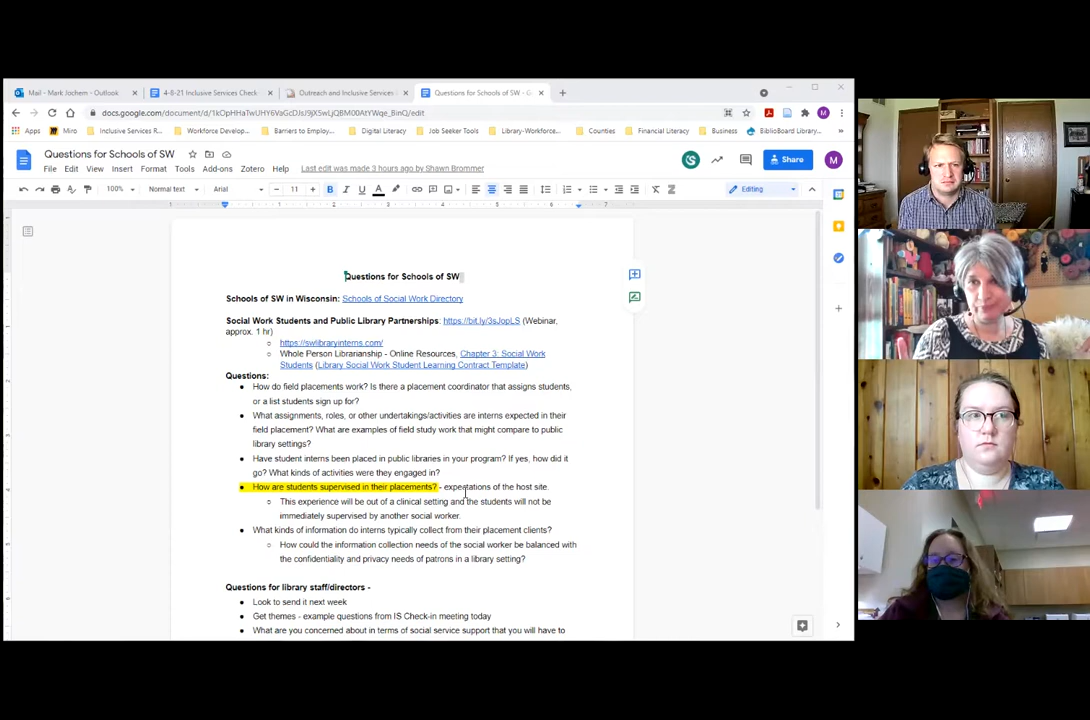 Mail - Mark Jochem - Outlook
4-8-21 Inclusive Services Check
Outreach and Inclusive Services
Questions for Schools of SW - G
docs.google.com/document/d/
Apps Miro Inclusive Services R... Workforce Develop... Barriers to Employ... Digital Literacy Job Seeker Tools Library-Workforce... Counties Financial Literacy Business BiblioBoard Library...
Questions for Schools of SW
Share M
File Edit View Insert Format Tools Add-ons Zotero Help Last edit was made 3 hours ago by Shawn Brommer
100% Normal text Arial 11 B I U A Editing
Questions for Schools of SW
Schools of SW in Wisconsin: Schools of Social Work Directory
Social Work Students and Public Library Partnerships: https://bit.ly/3sJopLS (Webinar,
approx. 1 hr)
https://swlibraryinterns.com/
Whole Person Librarianship - Online Resources, Chapter 3: Social Work
Students (Library Social Work Student Learning Contract Template)
Questions:
How do field placements work? Is there a placement coordinator that assigns students,
or a list students sign up for?
What assignments, roles, or other undertakings/activities are interns expected in their
field placement? What are examples of field study work that might compare to public
library settings?
Have student interns been placed in public libraries in your program? If yes, how did it
go? What kinds of activities were they engaged in?
How are students supervised in their placements? - expectations of the host site.
This experience will be out of a clinical setting and the students will not be
immediately supervised by another social worker.
What kinds of information do interns typically collect from their placement clients?
How could the information collection needs of the social worker be balanced with
the confidentiality and privacy needs of patrons in a library setting?
Questions for library staff/directors -
Look to send it next week
Get themes - example questions from IS Check-in meeting today
What are you concerned about in terms of social service support that you will have to